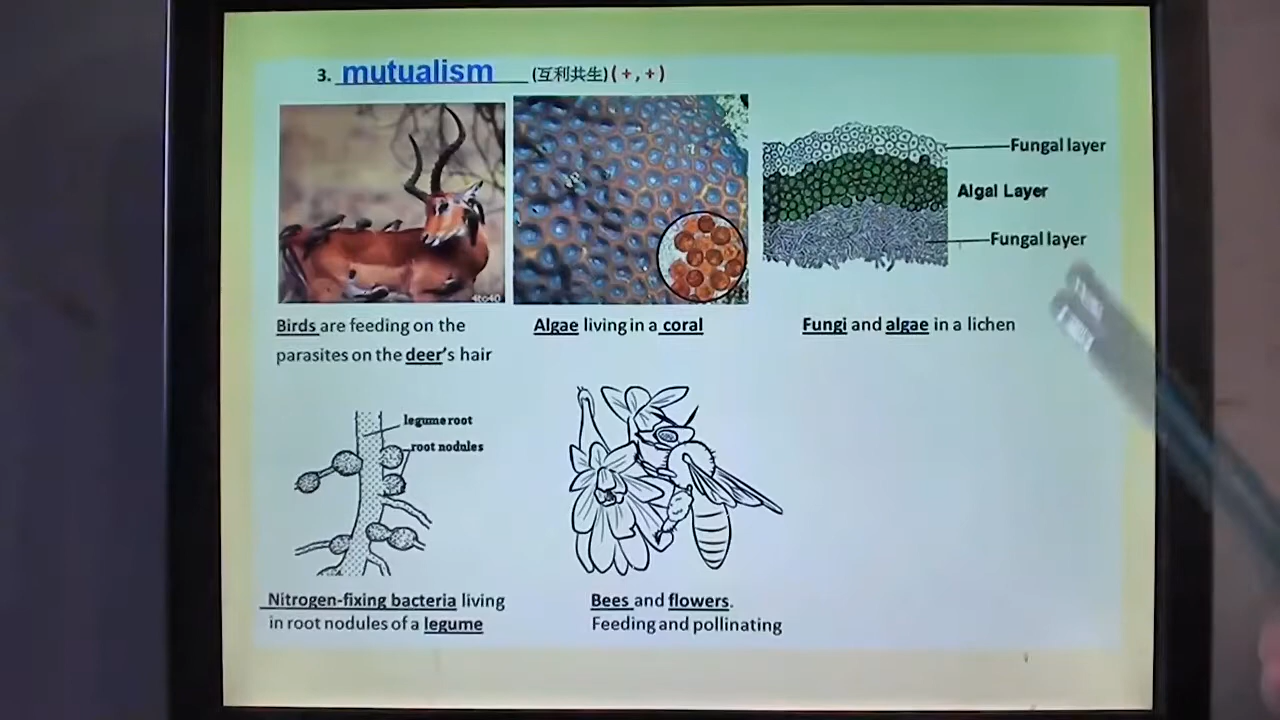 3. mutualism (互利共生) ( + , + )
4to40
Fungal layer
Algal Layer
Fungal layer
Birds are feeding on the
parasites on the deer's hair
Algae living in a coral
Fungi and algae in a lichen
legume root
root nodules
Nitrogen-fixing bacteria living
in root nodules of a legume
Bees and flowers.
Feeding and pollinating